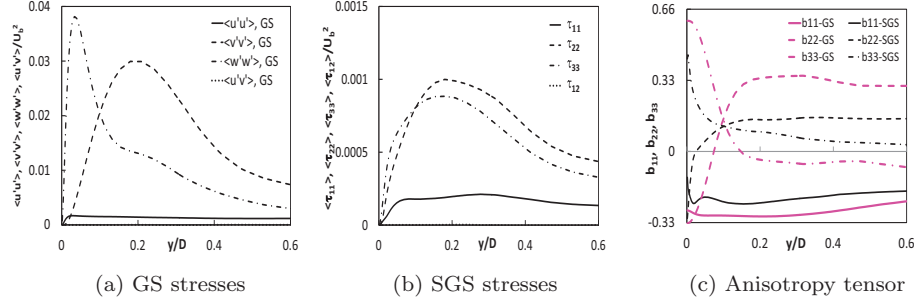 <u'u'>, <v'v'>, <w'w'>, <u'v'>/U_b²
0.04
0.03
0.02
0.01
0
0
0.2
0.4
0.6
y/D
<u'u'>, GS
<v'v'>, GS
<w'w'>, GS
<u'v'>, GS
(a) GS stresses
<τ11>, <τ22>, <τ33>, <τ12>/U_b²
0.0015
0.001
0.0005
0
0
0.2
0.4
0.6
y/D
τ11
τ22
τ33
τ12
(b) SGS stresses
b11, b22, b33
0.66
0.33
0
-0.33
0
0.2
0.4
0.6
y/D
b11-GS
b22-GS
b33-GS
b11-SGS
b22-SGS
b33-SGS
(c) Anisotropy tensor